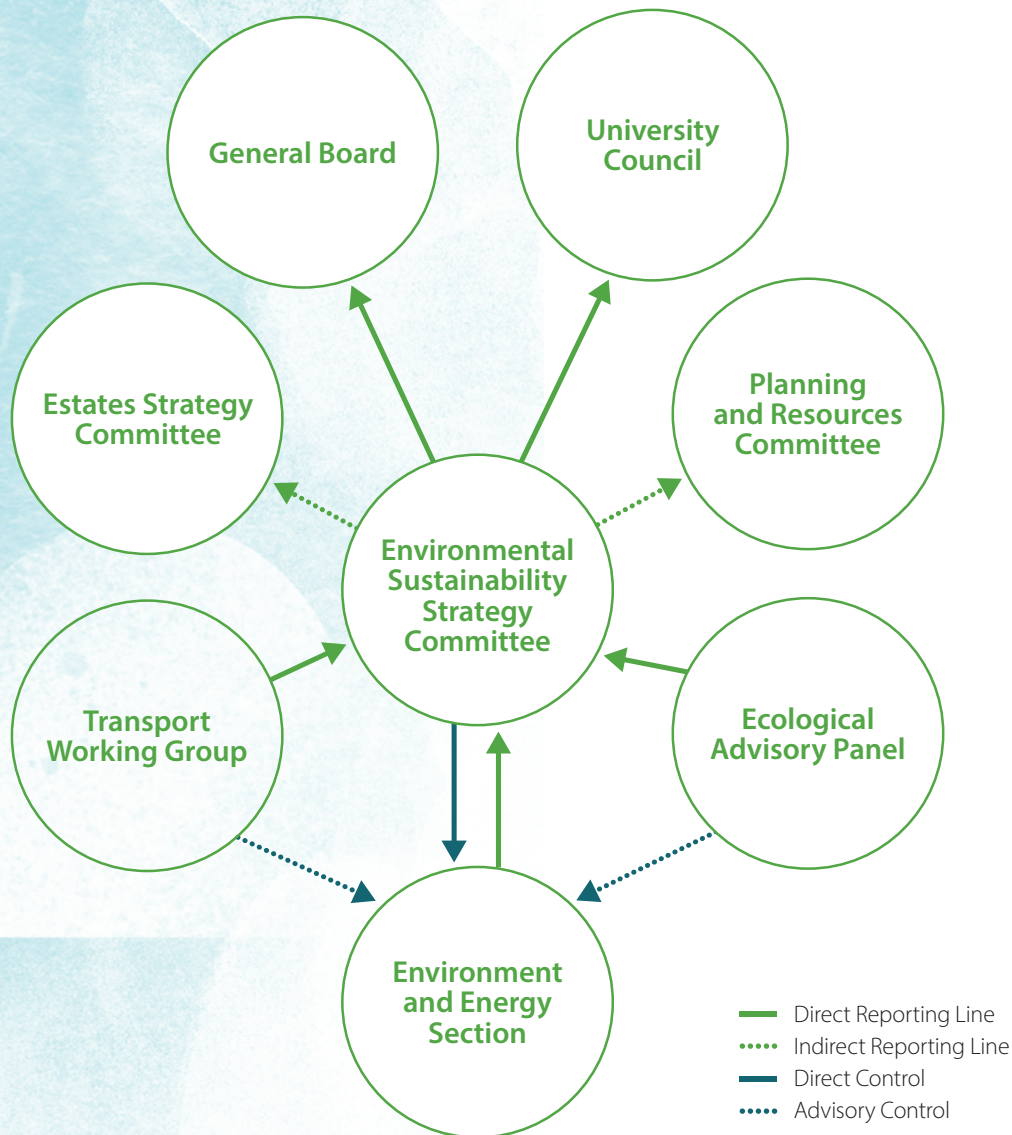 General Board
University
Council
Estates Strategy
Committee
Planning
and Resources
Committee
Environmental
Sustainability
Strategy
Committee
Transport
Working Group
Ecological
Advisory Panel
Environment
and Energy
Section
Direct Reporting Line
Indirect Reporting Line
Direct Control
Advisory Control